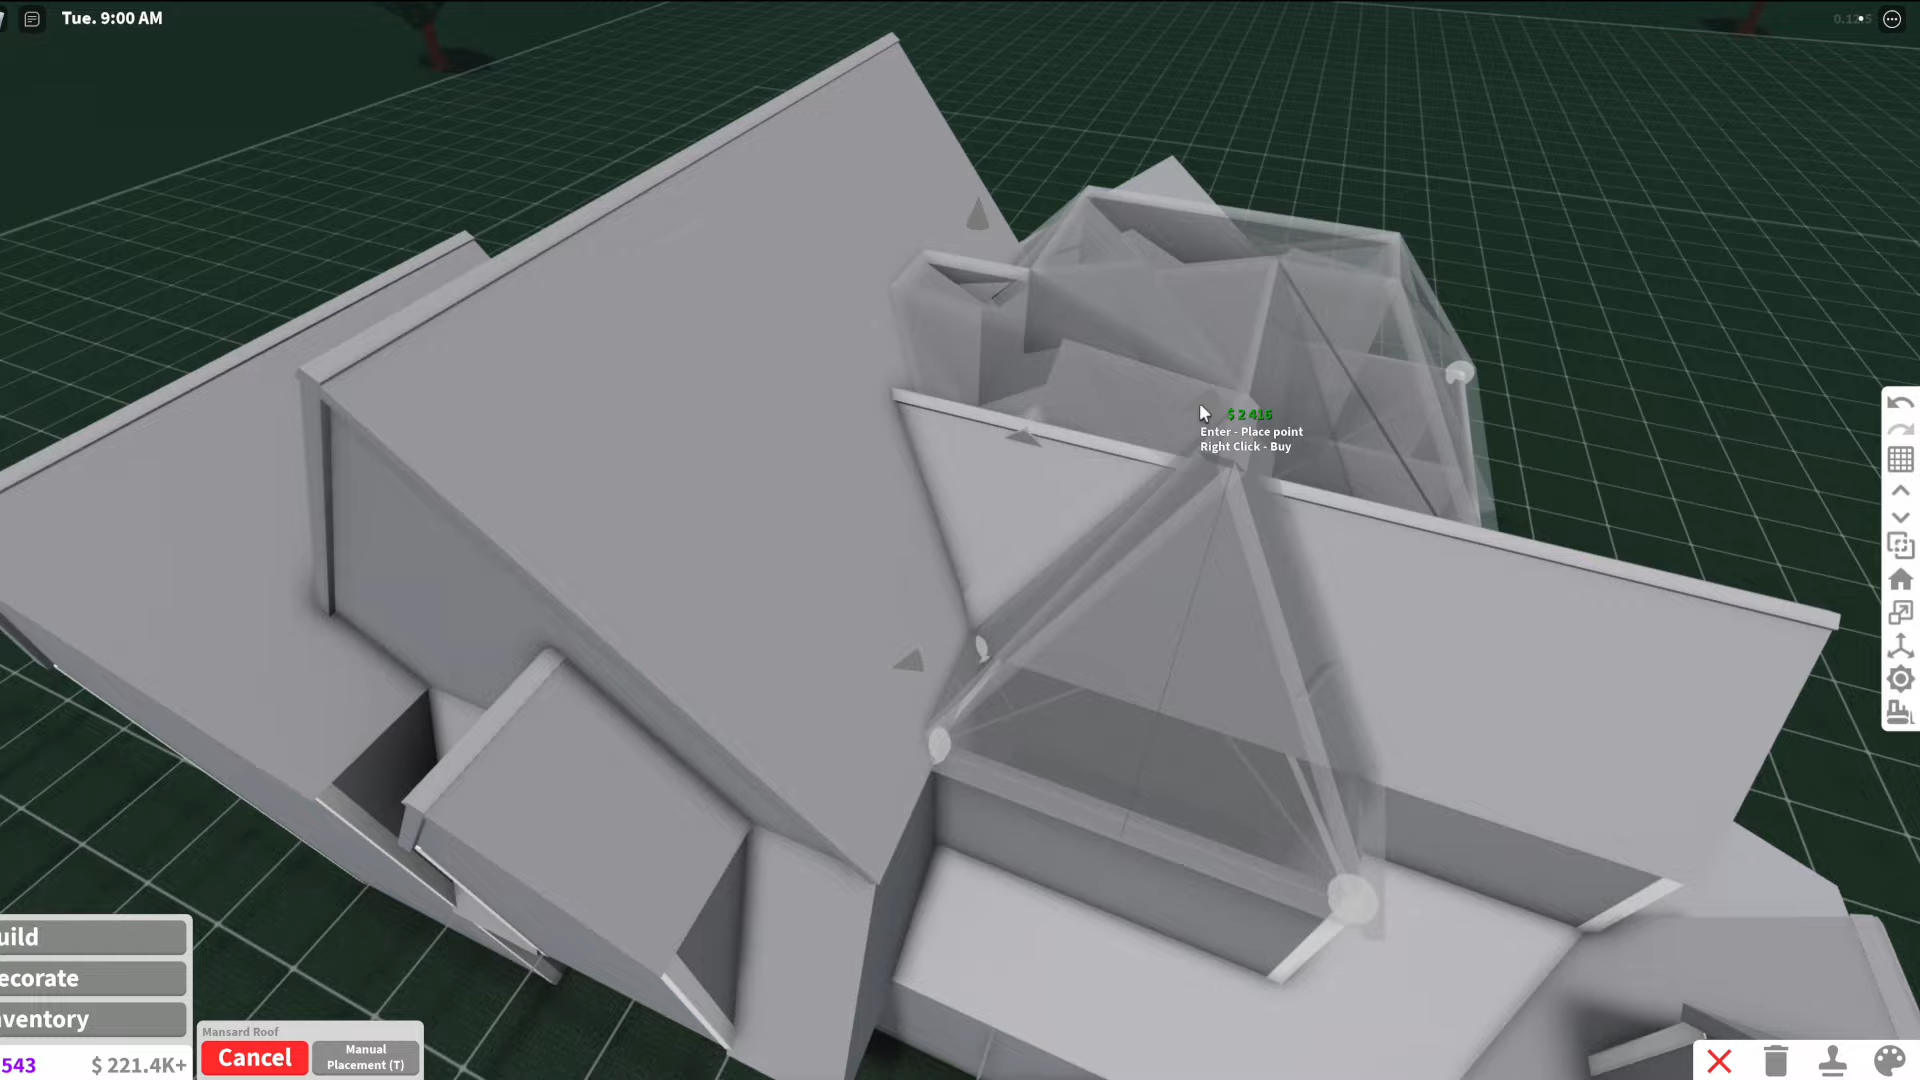 Tue. 9:00 AM
$ 2 416
Enter - Place point
Right Click - Buy
uild
ecorate
nventory
543
$ 221.4K+
Mansard Roof
Cancel
Manual
Placement (T)